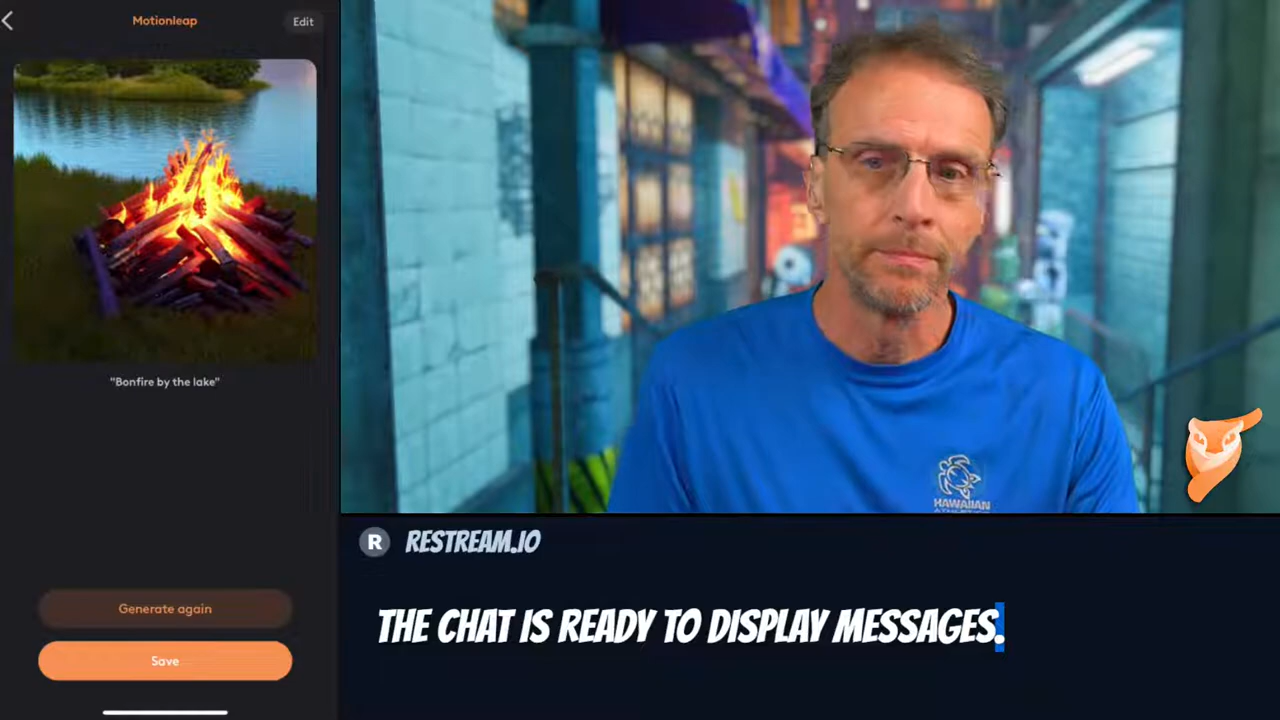 Motionleap
Edit
"Bonfire by the lake"
Generate again
Save
HAWAIIAN
R RESTREAM.IO
THE CHAT IS READY TO DISPLAY MESSAGES.